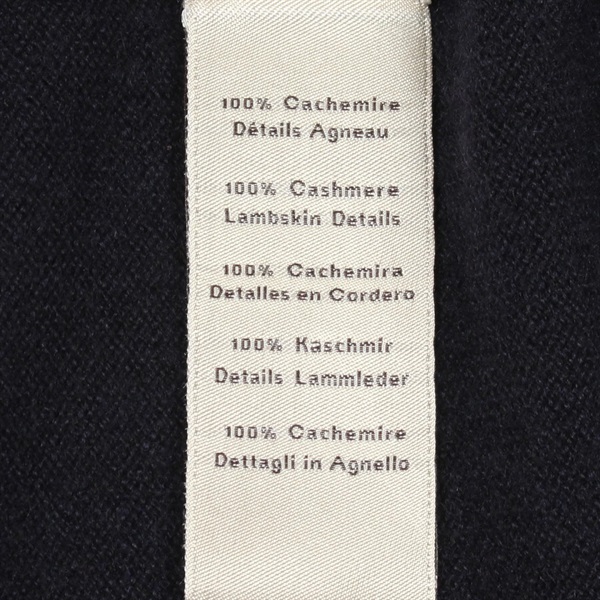 100% Cachemire
Détails Agneau
100% Cashmere
Lambskin Details
100% Cachemira
Detalles en Cordero
100% Kaschmir
Details Lammleder
100% Cachemire
Dettagli in Agnello